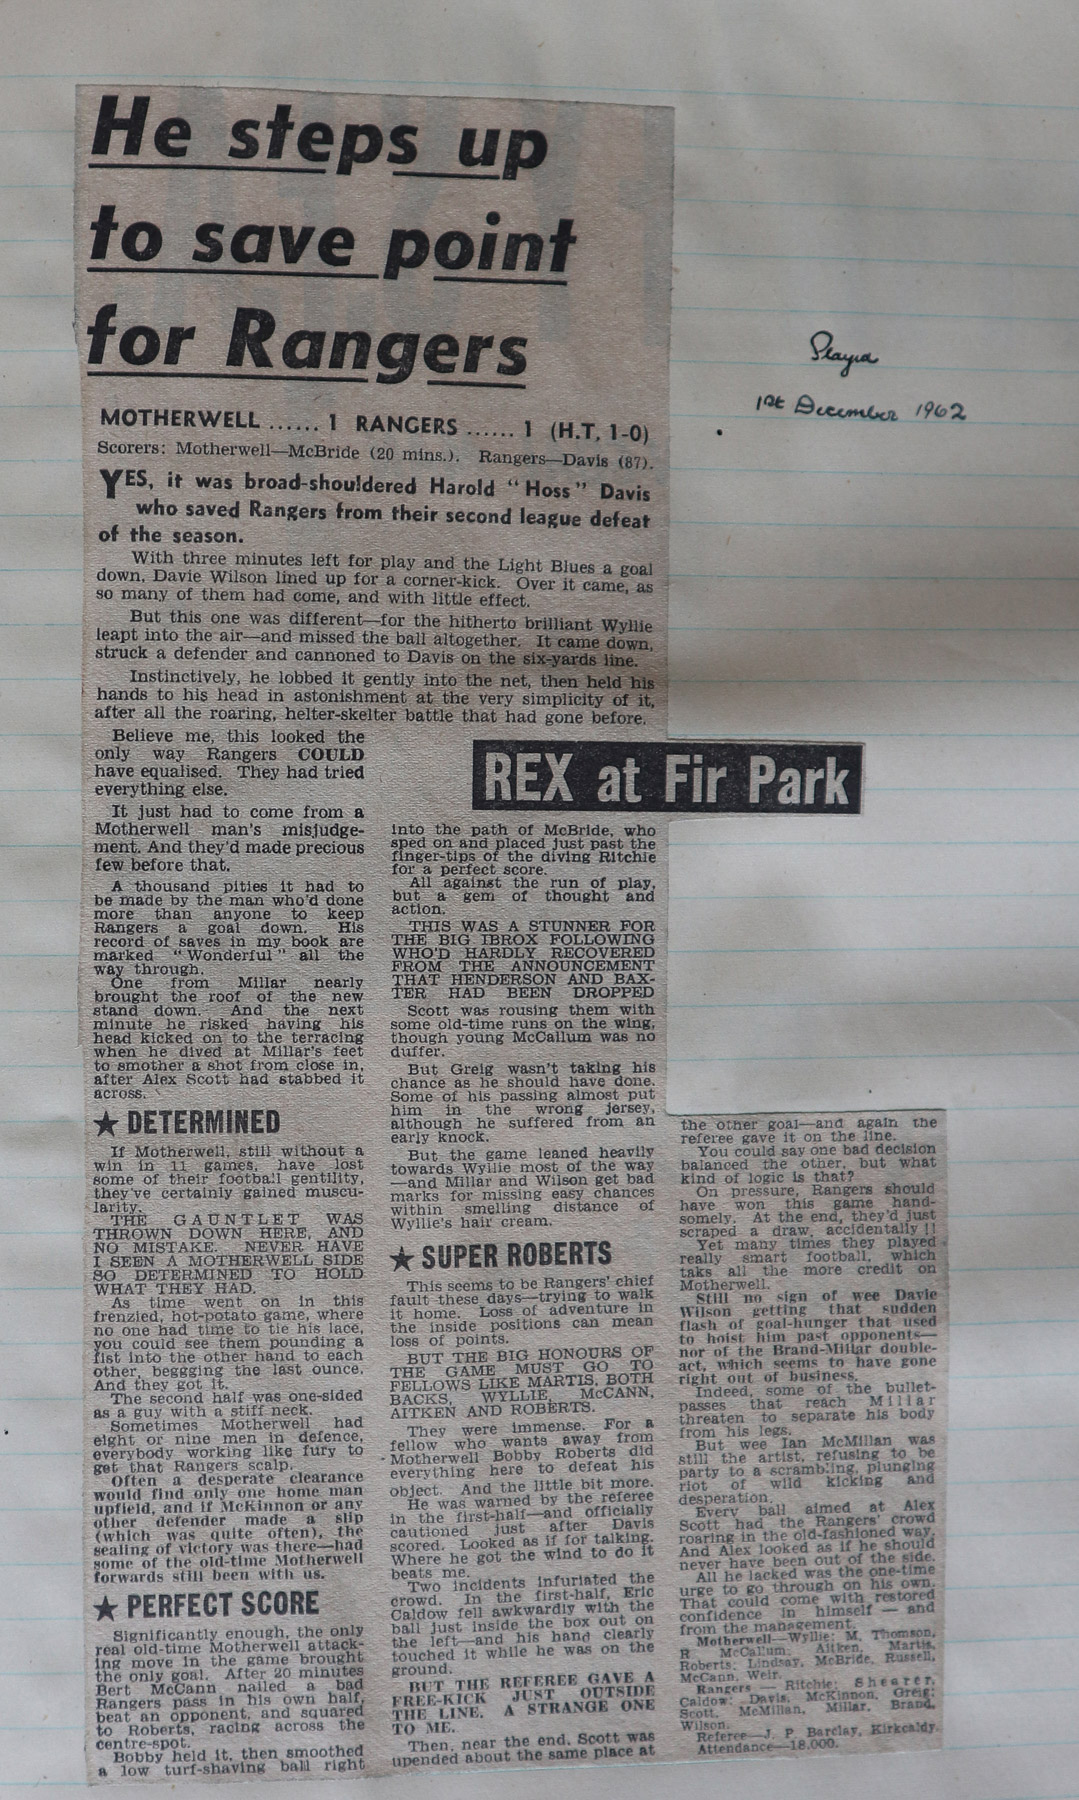 He steps up
to save point
for Rangers
Played
1st December 1962
MOTHERWELL ...... 1 RANGERS ...... 1 (H.T, 1-0)
Scorers: Motherwell—McBride (20 mins.). Rangers—Davis (87).
YES, it was broad-shouldered Harold "Hoss" Davis
who saved Rangers from their second league defeat
of the season.
With three minutes left for play and the Light Blues a goal
down, Davie Wilson lined up for a corner-kick. Over it came, as
so many of them had come, and with little effect.
But this one was different—for the hitherto brilliant Wyllie
leapt into the air—and missed the ball altogether. It came down,
struck a defender and cannoned to Davis on the six-yards line.
Instinctively, he lobbed it gently into the net, then held his
hands to his head in astonishment at the very simplicity of it,
after all the roaring, helter-skelter battle that had gone before.
REX at Fir Park
Believe me, this looked the
only way Rangers COULD
have equalised. They had tried
everything else.
It just had to come from a
Motherwell man's misjudge-
ment. And they'd made precious
few before that.
A thousand pities it had to
be made by the man who'd done
more than anyone to keep
Rangers a goal down. His
record of saves in my book are
marked "Wonderful" all the
way through.
One from Millar nearly
brought the roof of the new
stand down. And the next
minute he risked having his
head kicked on to the terracing
when he dived at Millar's feet
to smother a shot from close in,
after Alex Scott had stabbed it
across.
★ DETERMINED
If Motherwell, still without a
win in 11 games, have lost
some of their football gentility,
they've certainly gained muscu-
larity.
THE GAUNTLET WAS
THROWN DOWN HERE, AND
NO MISTAKE. NEVER HAVE
I SEEN A MOTHERWELL SIDE
SO DETERMINED TO HOLD
WHAT THEY HAD.
As time went on in this
frenzied, hot-potato game, where
no one had time to tie his lace,
you could see them pounding a
fist into the other hand to each
other, beggging the last ounce.
And they got it.
The second half was one-sided
as a guy with a stiff neck.
Sometimes Motherwell had
eight or nine men in defence,
everybody working like fury to
get that Rangers scalp.
Often a desperate clearance
would find only one home man
upfield, and if McKinnon or any
other defender made a slip
(which was quite often), the
sealing of victory was there—had
some of the old-time Motherwell
forwards still been with us.
★ PERFECT SCORE
Significantly enough, the only
real old-time Motherwell attack-
ing move in the game brought
the only goal. After 20 minutes
Bert McCann nailed a bad
Rangers pass in his own half,
beat an opponent, and squared
to Roberts, racing across the
centre-spot.
Bobby held it, then smoothed
a low turf-shaving ball right
into the path of McBride, who
sped on and placed just past the
finger-tips of the diving Ritchie
for a perfect score.
All against the run of play,
but a gem of thought and
action.
THIS WAS A STUNNER FOR
THE BIG IBROX FOLLOWING
WHO'D HARDLY RECOVERED
FROM THE ANNOUNCEMENT
THAT HENDERSON AND BAX-
TER HAD BEEN DROPPED
Scott was rousing them with
some old-time runs on the wing,
though young McCallum was no
duffer.
But Greig wasn't taking his
chance as he should have done.
Some of his passing almost put
him in the wrong jersey,
although he suffered from an
early knock.
But the game leaned heavily
towards Wyllie most of the way
—and Millar and Wilson get bad
marks for missing easy chances
within smelling distance of
Wyllie's hair cream.
★ SUPER ROBERTS
This seems to be Rangers' chief
fault these days—trying to walk
it home. Loss of adventure in
the inside positions can mean
loss of points.
BUT THE BIG HONOURS OF
THE GAME MUST GO TO
FELLOWS LIKE MARTIS, BOTH
BACKS, WYLLIE, McCANN,
AITKEN AND ROBERTS.
They were immense. For a
fellow who wants away from
Motherwell Bobby Roberts did
everything here to defeat his
object. And the little bit more.
He was warned by the referee
in the first-half—and officially
cautioned just after Davis
scored. Looked as if for talking.
Where he got the wind to do it
beats me.
Two incidents infuriated the
crowd. In the first-half, Eric
Caldow fell awkwardly with the
ball just inside the box out on
the left—and his hand clearly
touched it while he was on the
ground.
BUT THE REFEREE GAVE A
FREE-KICK JUST OUTSIDE
THE LINE. A STRANGE ONE
TO ME.
Then, near the end, Scott was
upended about the same place at
the other goal—and again the
referee gave it on the line.
You could say one bad decision
balanced the other, but what
kind of logic is that?
On pressure, Rangers should
have won this game hand-
somely. At the end, they'd just
scraped a draw, accidentally !!
Yet many times they played
really smart football, which
taks all the more credit on
Motherwell.
Still no sign of wee Davie
Wilson getting that sudden
flash of goal-hunger that used
to hoist him past opponents—
nor of the Brand-Millar double-
act, which seems to have gone
right out of business.
Indeed, some of the bullet-
passes that reach Millar
threaten to separate his body
from his legs.
But wee Ian McMillan was
still the artist, refusing to be
party to a scrambling, plunging
riot of wild kicking and
desperation.
Every ball aimed at Alex
Scott had the Rangers' crowd
roaring in the old-fashioned way.
And Alex looked as if he should
never have been out of the side.
All he lacked was the one-time
urge to go through on his own.
That could come with restored
confidence in himself — and
from the management.
Motherwell—Wyllie; M. Thomson,
R McCallum; Aitken, Martis,
Roberts; Lindsay, McBride, Russell,
McCann, Weir.
Rangers — Ritchie; Shearer,
Caldow; Davis, McKinnon, Greig;
Scott, McMillan, Millar, Brand,
Wilson.
Referee—J. P. Barclay, Kirkcaldy.
Attendance—18,000.